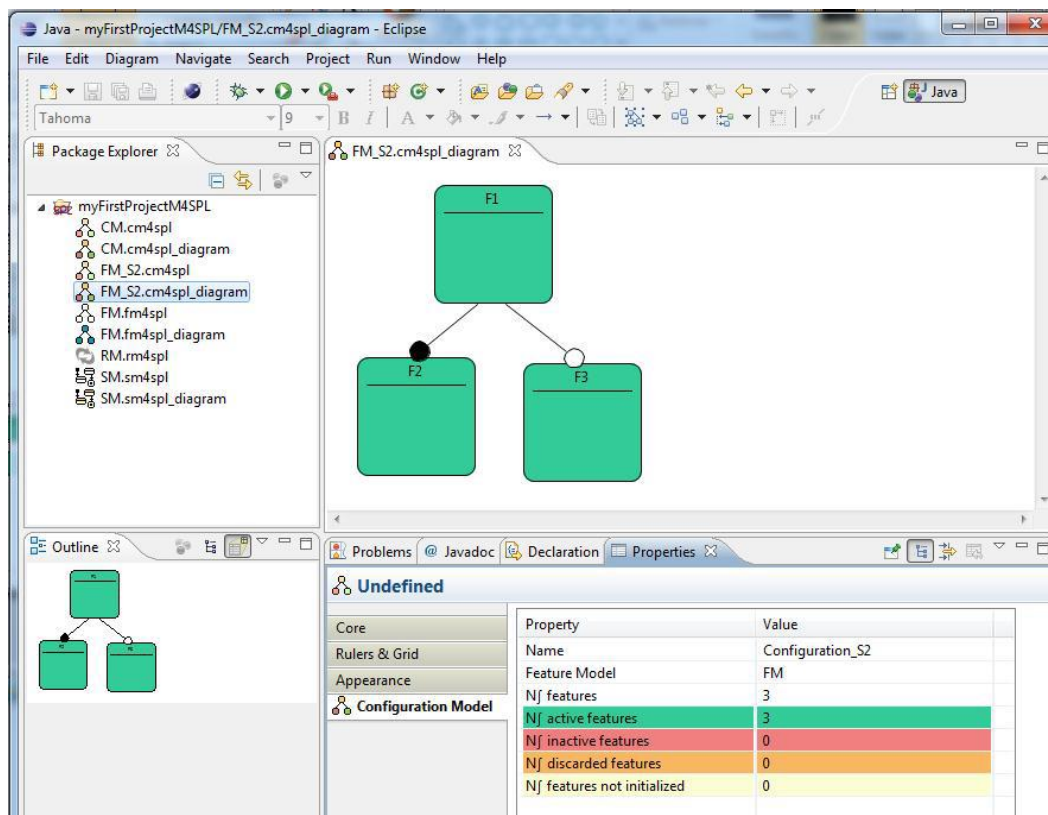 Java - myFirstProjectM4SPL/FM_S2.cm4spl_diagram - Eclipse
File Edit Diagram Navigate Search Project Run Window Help
Java
Tahoma 9 B I A
Package Explorer
FM_S2.cm4spl_diagram
myFirstProjectM4SPL
CM.cm4spl
CM.cm4spl_diagram
FM_S2.cm4spl
FM_S2.cm4spl_diagram
FM.fm4spl
FM.fm4spl_diagram
RM.rm4spl
SM.sm4spl
SM.sm4spl_diagram
F1
F2
F3
Outline
Problems @ Javadoc Declaration Properties
Undefined
Core
Rulers & Grid
Appearance
Configuration Model
Property Value
Name Configuration_S2
Feature Model FM
N∫ features 3
N∫ active features 3
N∫ inactive features 0
N∫ discarded features 0
N∫ features not initialized 0